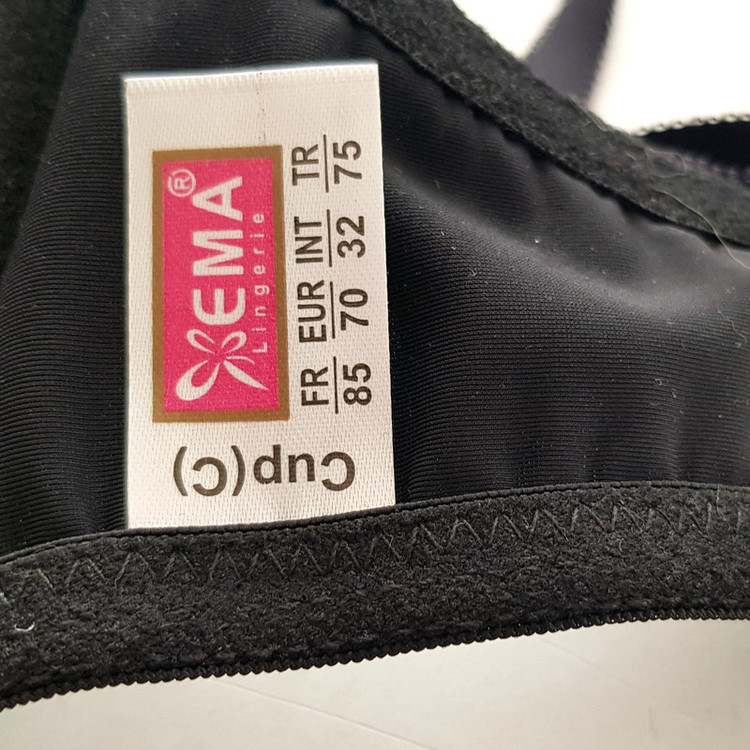 EMA®
Lingerie
FR EUR INT TR
85 70 32 75
Cup(C)